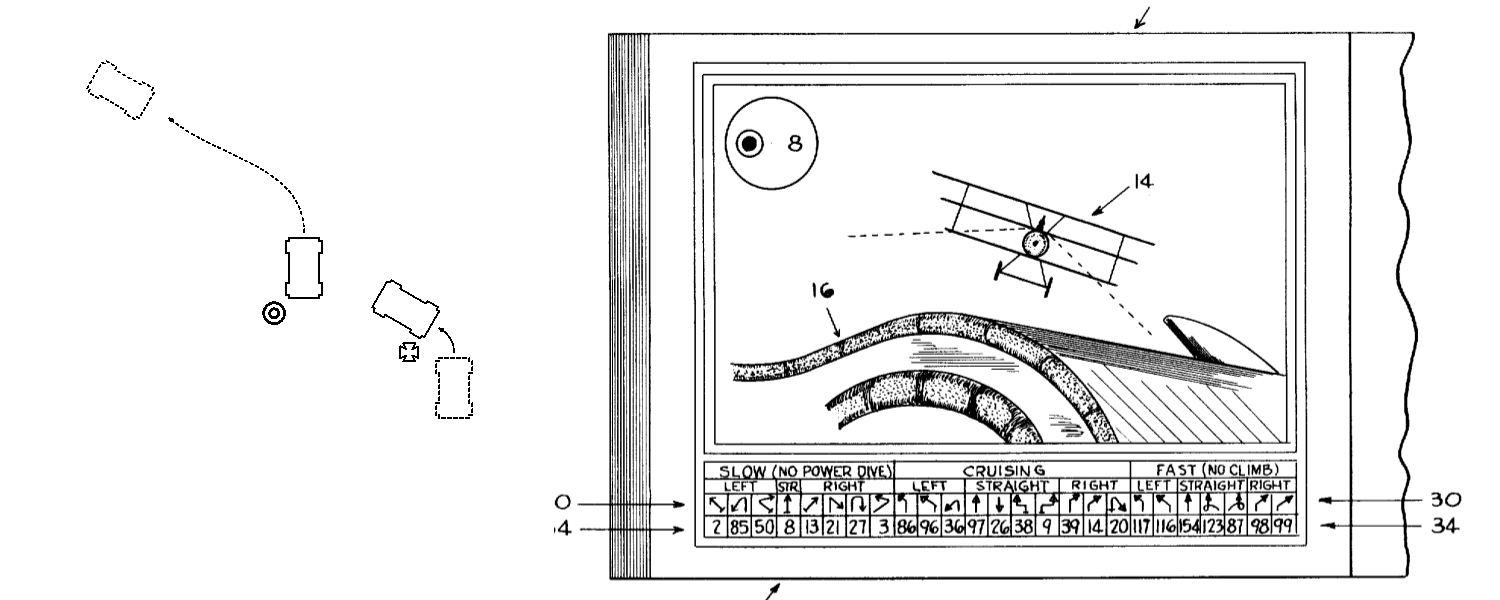 8
14
16
SLOW (NO POWER DIVE) CRUISING FAST (NO CLIMB)
LEFT STR RIGHT LEFT STRAIGHT RIGHT LEFT STRAIGHT RIGHT
0 30
4 2 85 50 8 13 21 27 3 86 96 36 97 26 38 9 39 14 20 117 116 154 123 87 98 99 34